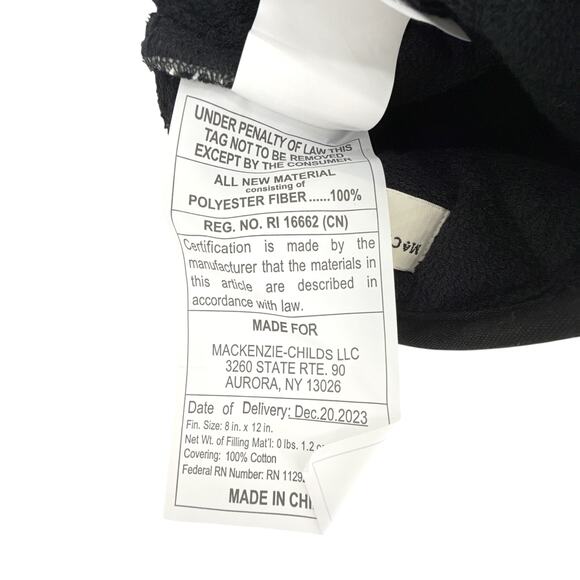 UNDER PENALTY OF LAW THIS
TAG NOT TO BE REMOVED
EXCEPT BY THE CONSUMER
ALL NEW MATERIAL
consisting of
POLYESTER FIBER......100%
REG. NO. RI 16662 (CN)
Certification is made by the
manufacturer that the materials in
this article are described in
accordance with law.
MADE FOR
MACKENZIE-CHILDS LLC
3260 STATE RTE. 90
AURORA, NY 13026
Date of Delivery: Dec.20.2023
Fin. Size: 8 in. x 12 in.
Net Wt. of Filling Mat'l: 0 lbs. 1.2
Covering: 100% Cotton
Federal RN Number: RN 1129
MADE IN